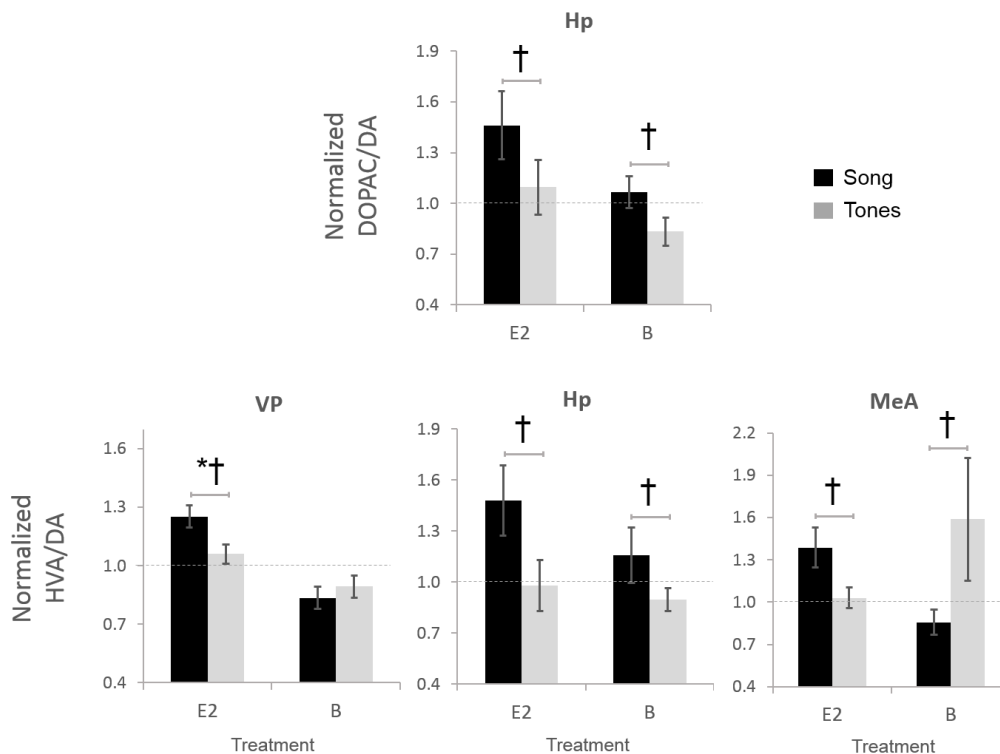 Hp
Normalized
DOPAC/DA
1.9
1.6
1.3
1.0
0.7
0.4
†
†
E2
B
Song
Tones
VP
Normalized
HVA/DA
1.6
1.3
1.0
0.7
0.4
*†
E2
B
Treatment
Hp
1.9
1.6
1.3
1.0
0.7
0.4
†
†
E2
B
Treatment
MeA
2.2
1.9
1.6
1.3
1.0
0.7
0.4
†
†
E2
B
Treatment